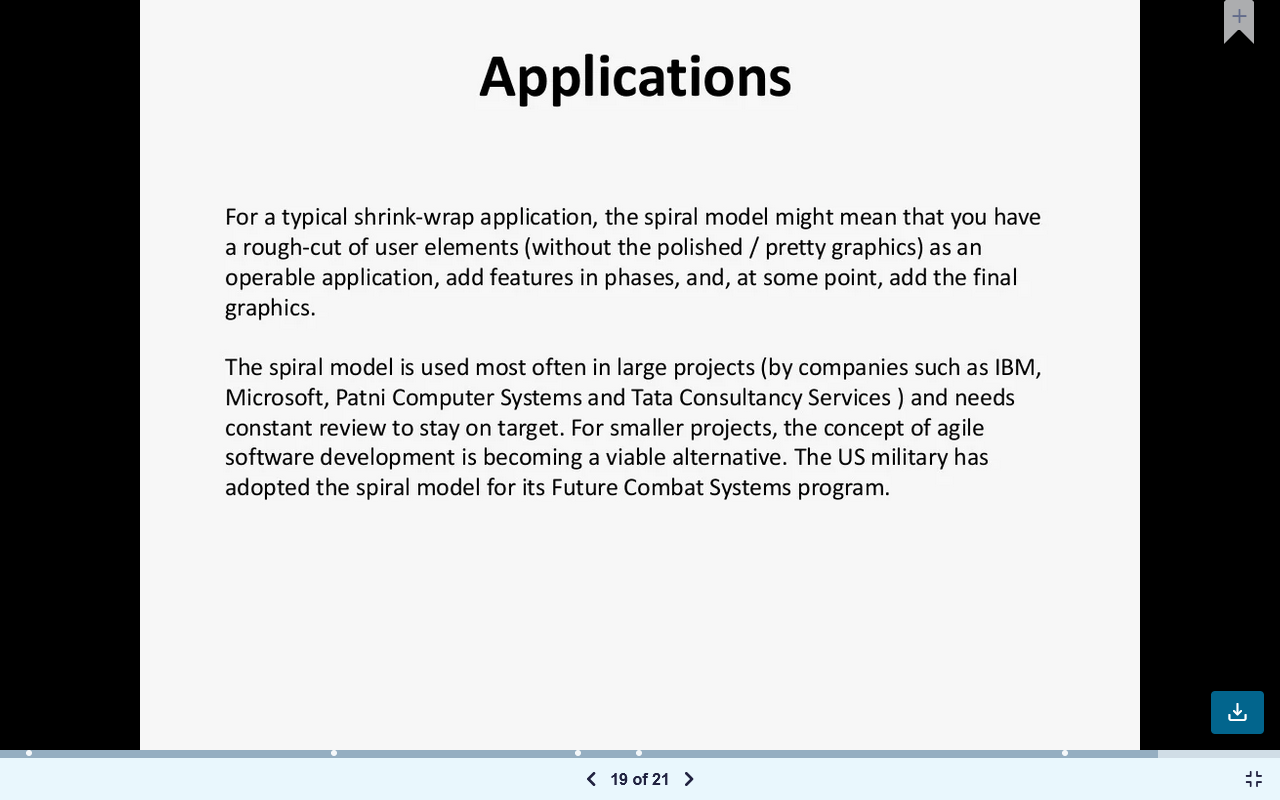 Applications
For a typical shrink-wrap application, the spiral model might mean that you have
a rough-cut of user elements (without the polished / pretty graphics) as an
operable application, add features in phases, and, at some point, add the final
graphics.
The spiral model is used most often in large projects (by companies such as IBM,
Microsoft, Patni Computer Systems and Tata Consultancy Services ) and needs
constant review to stay on target. For smaller projects, the concept of agile
software development is becoming a viable alternative. The US military has
adopted the spiral model for its Future Combat Systems program.
19 of 21